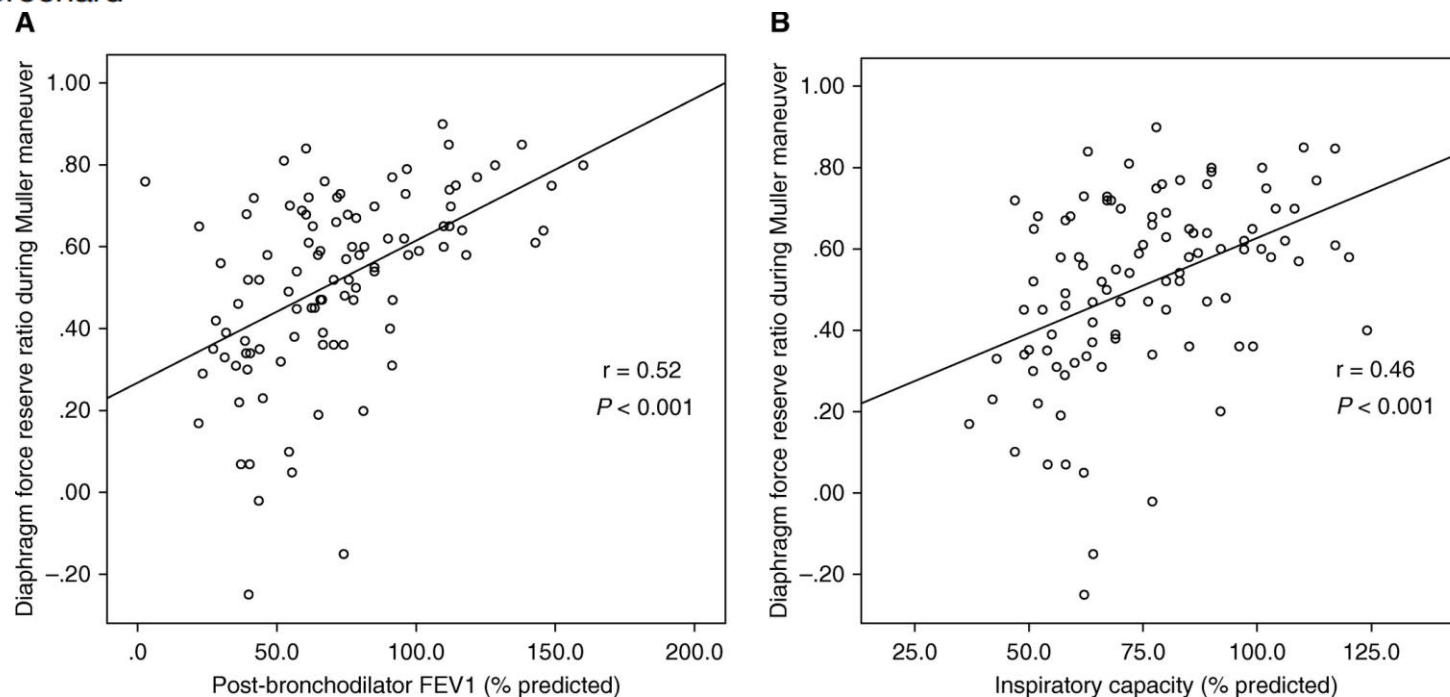 A
Diaphragm force reserve ratio during Muller maneuver
1.00
.80
.60
.40
.20
.00
–.20
.0
50.0
100.0
150.0
200.0
Post-bronchodilator FEV1 (% predicted)
r = 0.52
P < 0.001
B
Diaphragm force reserve ratio during Muller maneuver
1.00
.80
.60
.40
.20
.00
–.20
25.0
50.0
75.0
100.0
125.0
Inspiratory capacity (% predicted)
r = 0.46
P < 0.001